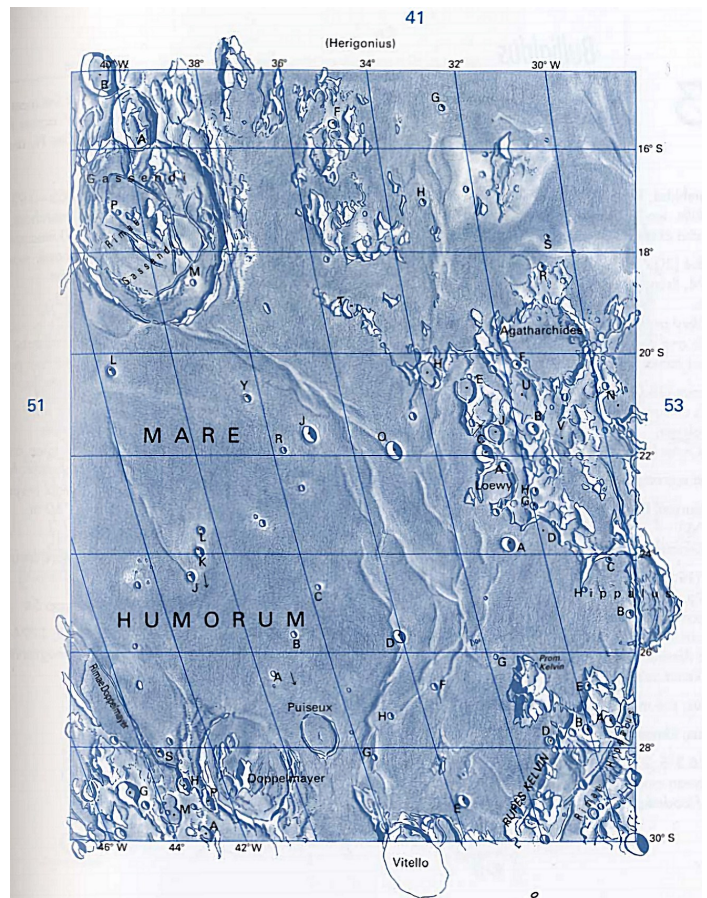 41
(Herigonius)
40°W 38° 36° 34° 32° 30° W
B
F
G
A
16° S
Gassendi
P
H
Rimae
Gassendi
S
18° S
M
R
Agatharchides
20° S
H
F
L
E
U
N
51
Y
53
MARE
J
B
O
J
V
R
C
22° S
A
Loewy
H
G
L
D
A
K
24° S
C
J
Hippalus
C
HUMORUM
B
B
D
26° S
G
Prom.
Kelvin
A
F
E
Rimae Doppelmayer
Puiseux
H
A
B
D
28° S
S
G
RUPES KELVIN
Doppelmayer
H
G
P
M
E
A
30° S
46° W 44° 42° W
Vitello